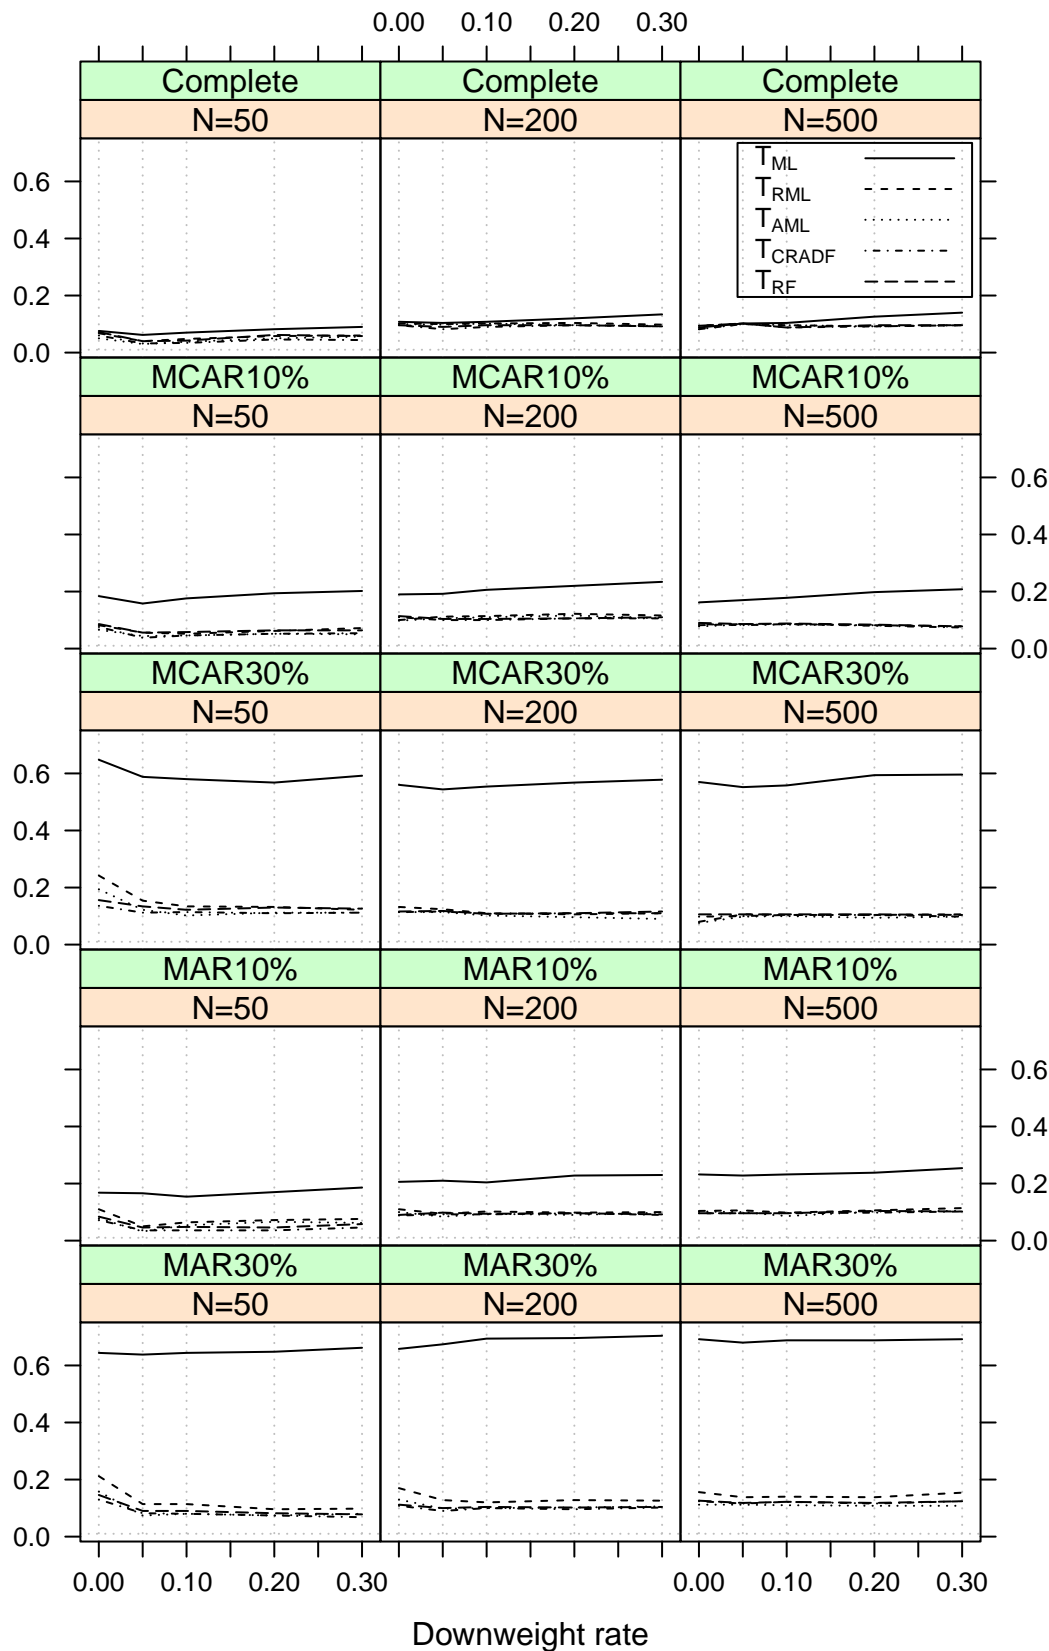 0.00 0.10 0.20 0.30
Complete Complete Complete
N=50 N=200 N=500
T_ML
T_RML
T_AML
T_CRADF
T_RF
0.6
0.4
0.2
0.0
MCAR10% MCAR10% MCAR10%
N=50 N=200 N=500
0.6
0.4
0.2
0.0
MCAR30% MCAR30% MCAR30%
N=50 N=200 N=500
0.6
0.4
0.2
0.0
MAR10% MAR10% MAR10%
N=50 N=200 N=500
0.6
0.4
0.2
0.0
MAR30% MAR30% MAR30%
N=50 N=200 N=500
0.6
0.4
0.2
0.0
0.00 0.10 0.20 0.30 0.00 0.10 0.20 0.30
Downweight rate